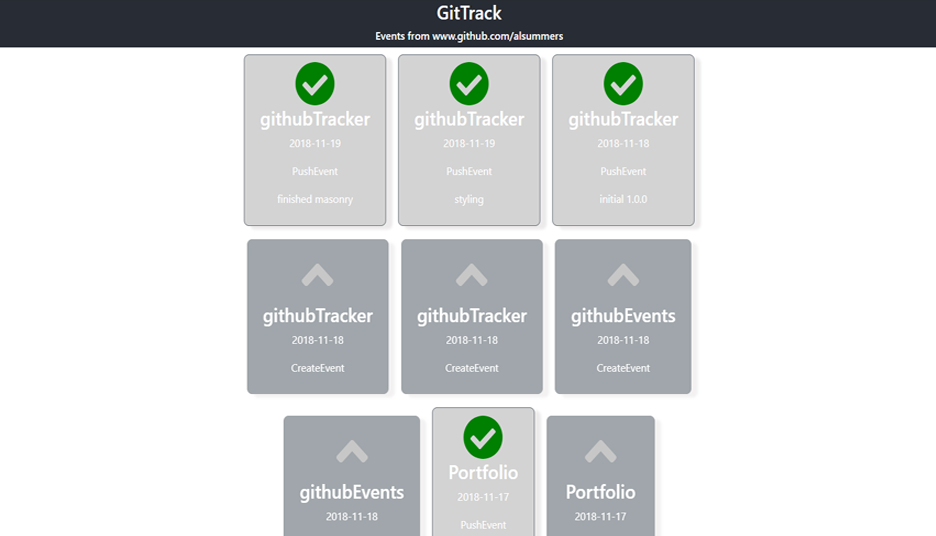 GitTrack
Events from www.github.com/alsummers
githubTracker
2018-11-19
PushEvent
finished masonry
githubTracker
2018-11-19
PushEvent
styling
githubTracker
2018-11-18
PushEvent
initial 1.0.0
githubTracker
2018-11-18
CreateEvent
githubTracker
2018-11-18
CreateEvent
githubEvents
2018-11-18
CreateEvent
githubEvents
2018-11-18
Portfolio
2018-11-17
PushEvent
Portfolio
2018-11-17